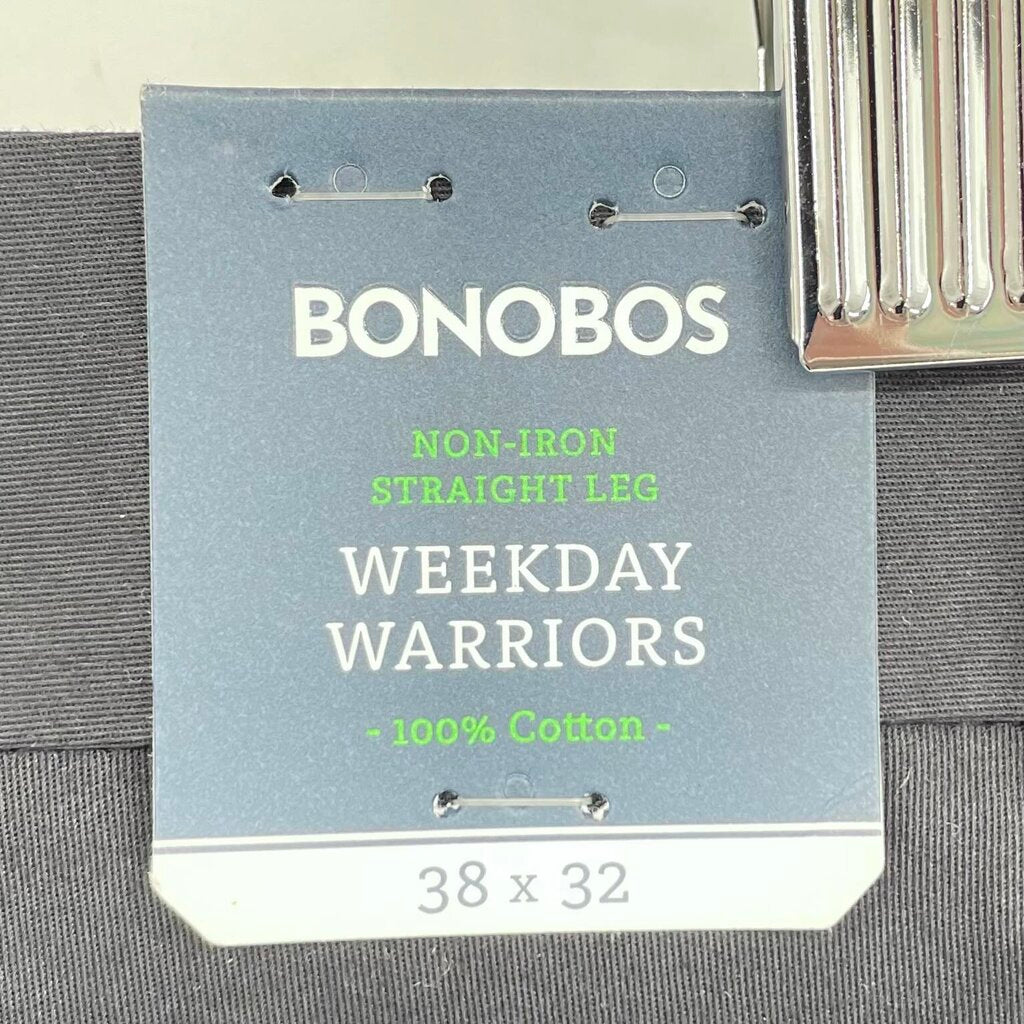 BONOBOS
NON-IRON
STRAIGHT LEG
WEEKDAY
WARRIORS
- 100% Cotton -
38 x 32